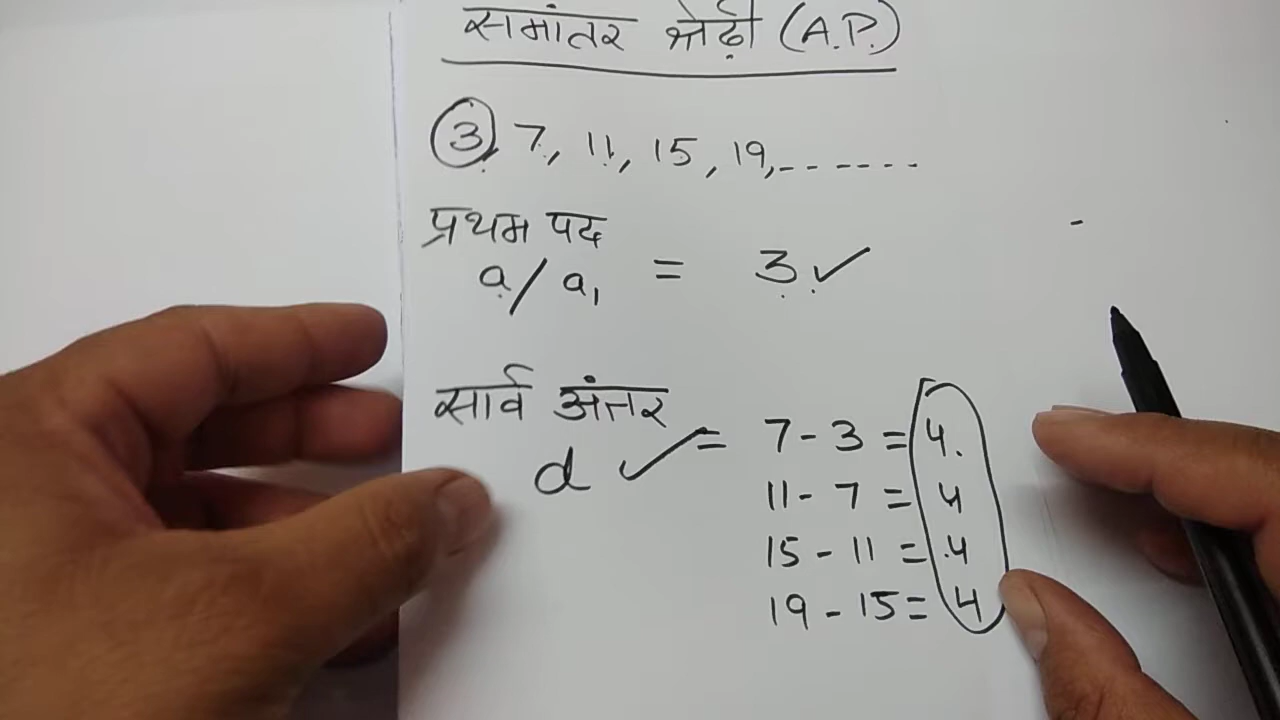 समांतर श्रेढ़ी (A.P.)
3, 7, 11, 15, 19, - - - - - -
प्रथम पद
a/a₁ = 3 ✓
सार्व अंतर
d ✓ = 7 - 3 = 4.
11 - 7 = 4
15 - 11 = 4
19 - 15 = 4